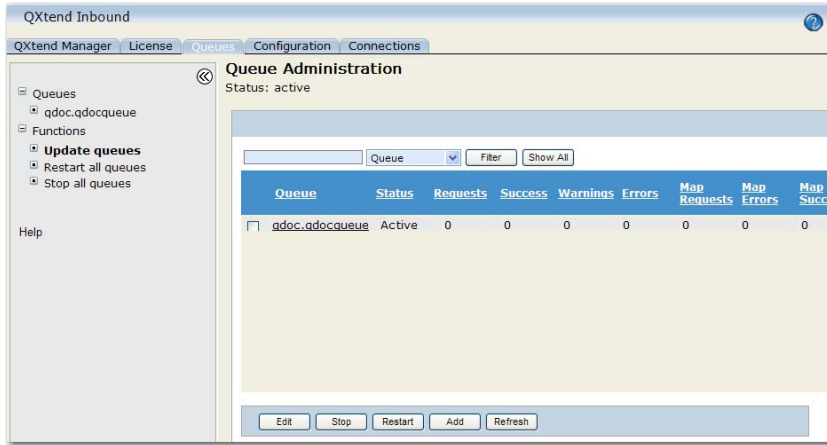 QXtend Inbound
QXtend Manager License Queues Configuration Connections
Queues
qdoc.qdocqueue
Functions
Update queues
Restart all queues
Stop all queues
Help
Queue Administration
Status: active
Queue Filter Show All
Queue Status Requests Success Warnings Errors Map Requests Map Errors Map Succ
qdoc.qdocqueue Active 0 0 0 0 0 0 0
Edit Stop Restart Add Refresh